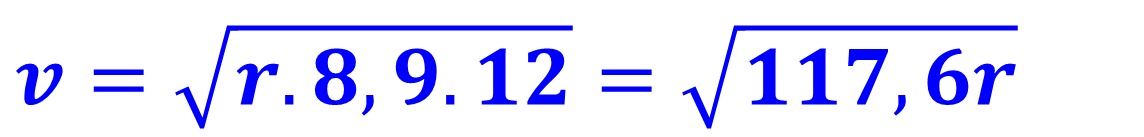 v = √(r.8,9.12) = √(117,6r)